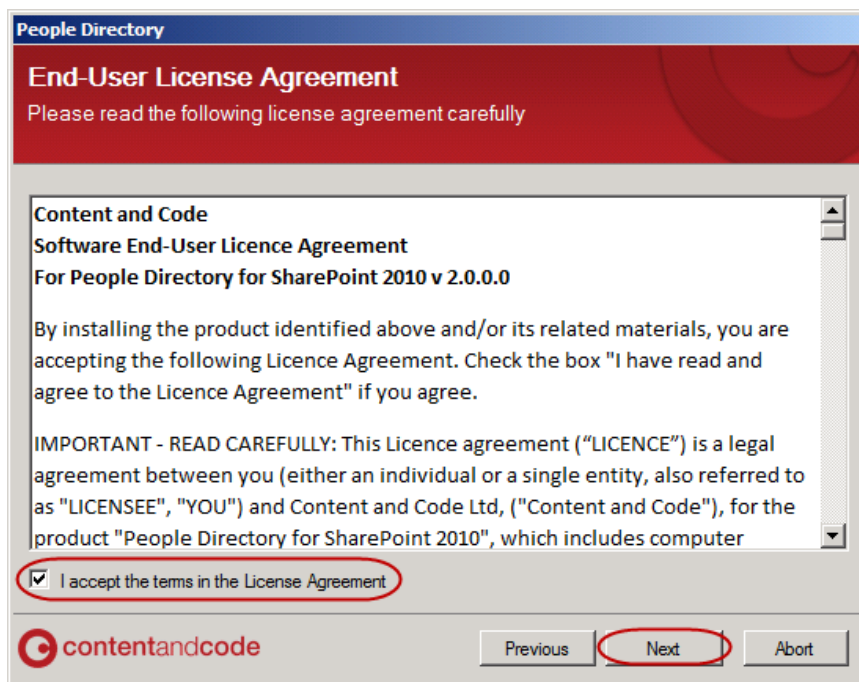 People Directory
End-User License Agreement
Please read the following license agreement carefully
Content and Code
Software End-User Licence Agreement
For People Directory for SharePoint 2010 v 2.0.0.0
By installing the product identified above and/or its related materials, you are
accepting the following Licence Agreement. Check the box "I have read and
agree to the Licence Agreement" if you agree.
IMPORTANT - READ CAREFULLY: This Licence agreement (“LICENCE”) is a legal
agreement between you (either an individual or a single entity, also referred to
as "LICENSEE", "YOU") and Content and Code Ltd, ("Content and Code"), for the
product "People Directory for SharePoint 2010", which includes computer
I accept the terms in the License Agreement
contentandcode
Previous Next Abort